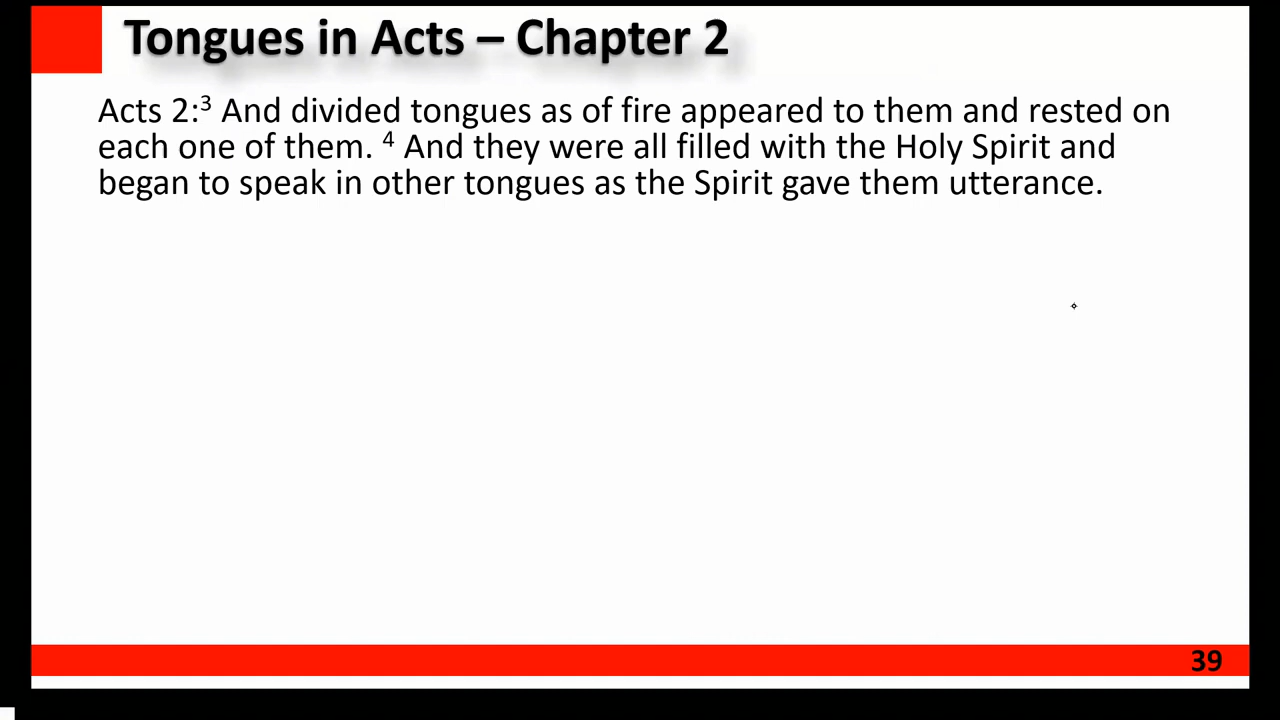 Tongues in Acts – Chapter 2
Acts 2:³ And divided tongues as of fire appeared to them and rested on
each one of them. ⁴ And they were all filled with the Holy Spirit and
began to speak in other tongues as the Spirit gave them utterance.
39